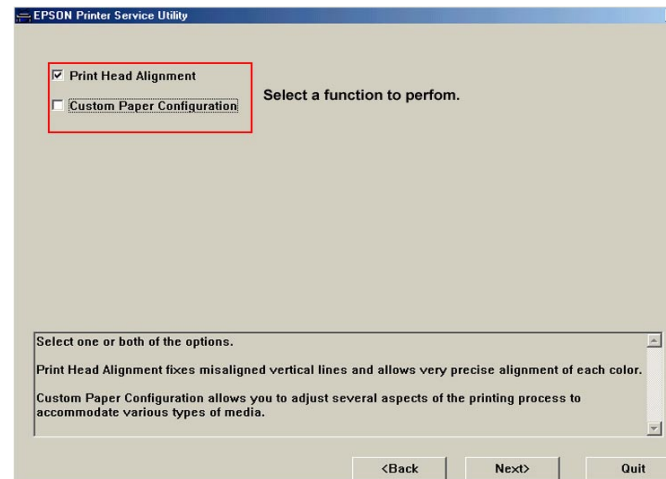 EPSON Printer Service Utility
Print Head Alignment
Custom Paper Configuration
Select a function to perfom.
Select one or both of the options.
Print Head Alignment fixes misaligned vertical lines and allows very precise alignment of each color.
Custom Paper Configuration allows you to adjust several aspects of the printing process to
accommodate various types of media.
<Back
Next>
Quit